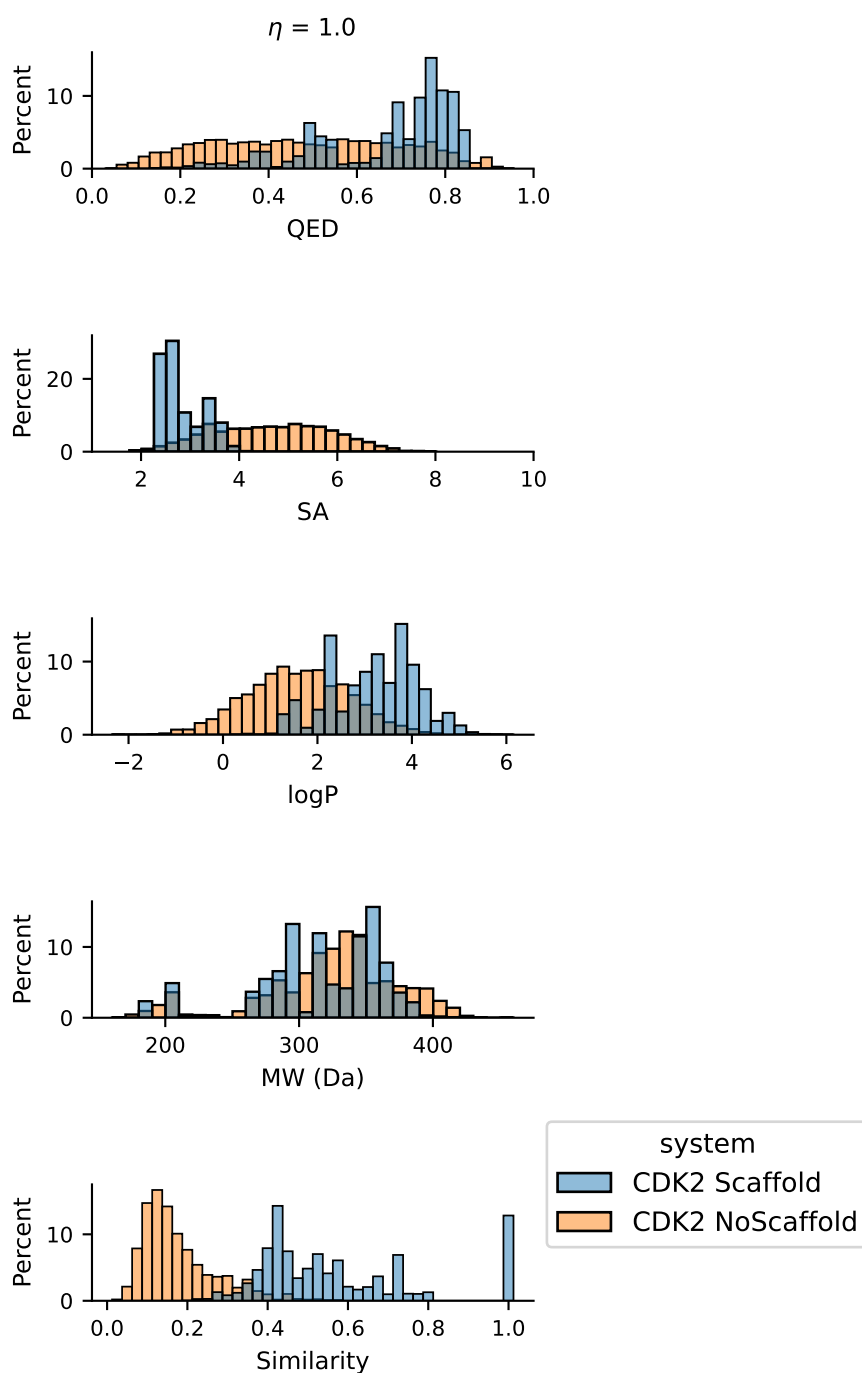 η = 1.0
Percent
10
0
0.0 0.2 0.4 0.6 0.8 1.0
QED
Percent
20
0
2 4 6 8 10
SA
Percent
10
0
−2 0 2 4 6
logP
Percent
10
0
200 300 400
MW (Da)
Percent
10
0
0.0 0.2 0.4 0.6 0.8 1.0
Similarity
system
CDK2 Scaffold
CDK2 NoScaffold